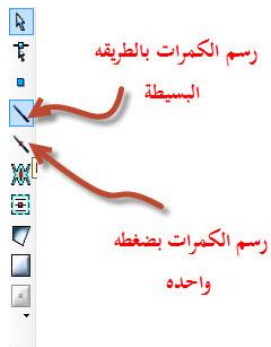 رسم الكمرات بالطريقه
البسيطة
رسم الكمرات بضغطه
واحده